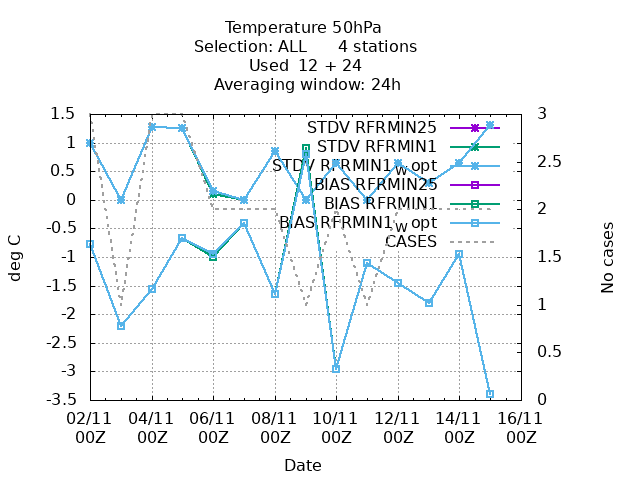 Temperature 50hPa
Selection: ALL 4 stations
Used 12 + 24
Averaging window: 24h
deg C
1.5
1
0.5
0
-0.5
-1
-1.5
-2
-2.5
-3
-3.5
STDV RFRMIN25
STDV RFRMIN1
STDV RFRMIN1w opt
BIAS RFRMIN25
BIAS RFRMIN1
BIAS RFRMIN1w opt
CASES
3
2.5
2
1.5
1
0.5
0
No cases
02/11 04/11 06/11 08/11 10/11 12/11 14/11 16/11
00Z 00Z 00Z 00Z 00Z 00Z 00Z 00Z
Date